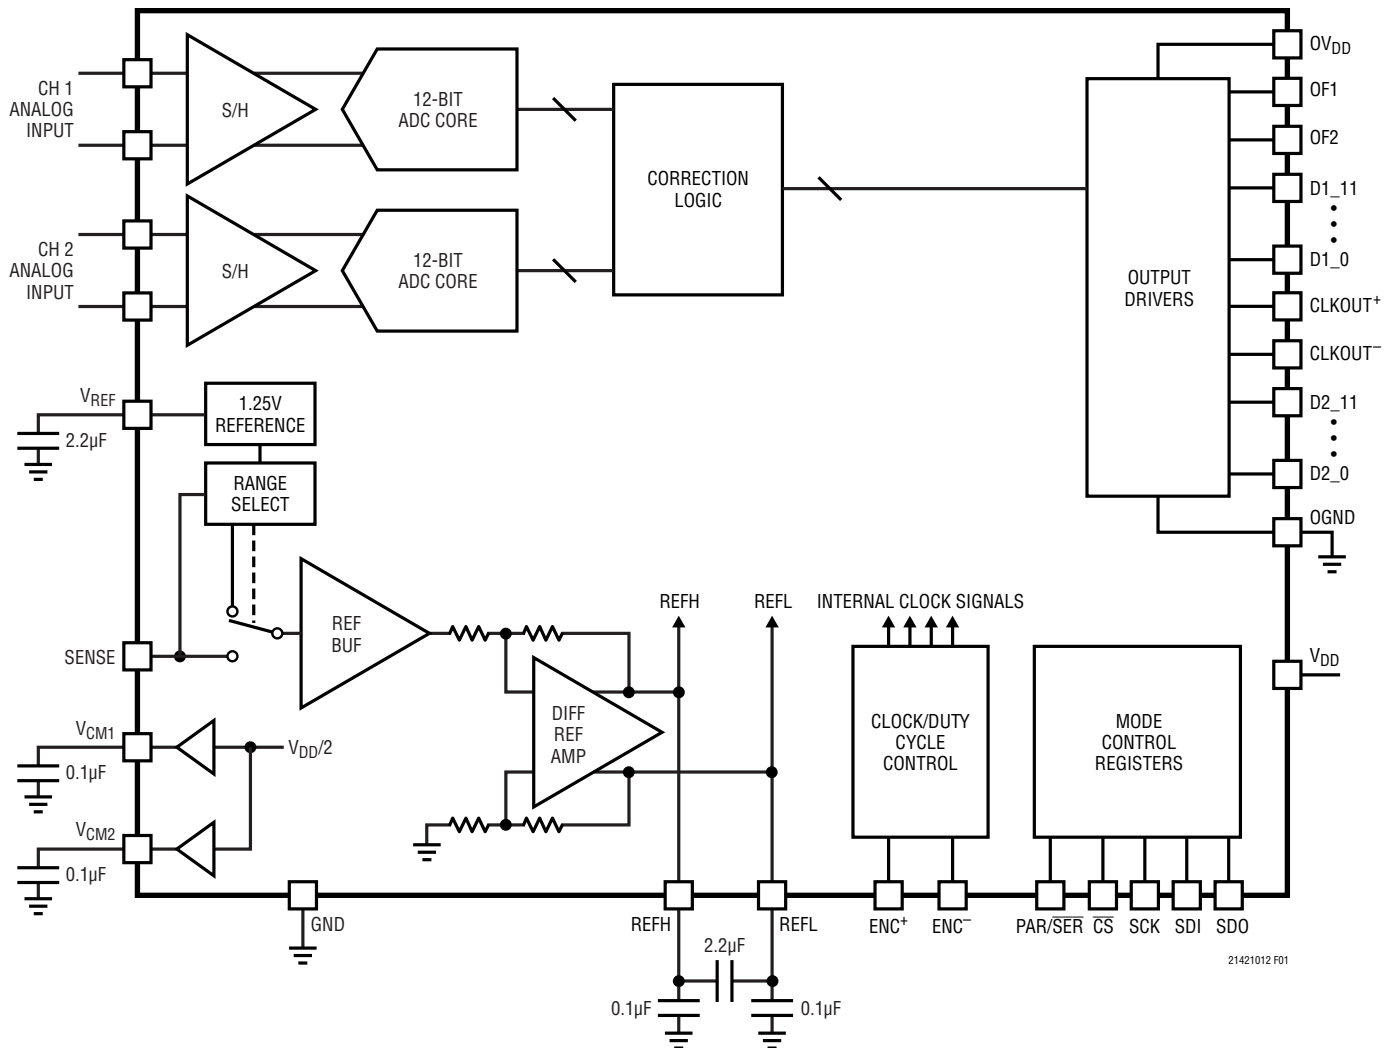 CH 1
ANALOG
INPUT
S/H
12-BIT
ADC CORE
CH 2
ANALOG
INPUT
S/H
12-BIT
ADC CORE
CORRECTION
LOGIC
OUTPUT
DRIVERS
OVDD
OF1
OF2
D1_11
D1_0
CLKOUT+
CLKOUT–
D2_11
D2_0
OGND
VDD
VREF
2.2µF
1.25V
REFERENCE
RANGE
SELECT
SENSE
REF
BUF
VCM1
0.1µF
VDD/2
VCM2
0.1µF
DIFF
REF
AMP
REFH
REFL
INTERNAL CLOCK SIGNALS
CLOCK/DUTY
CYCLE
CONTROL
MODE
CONTROL
REGISTERS
GND
REFH
REFL
2.2µF
0.1µF
0.1µF
ENC+
ENC–
PAR/S̅E̅R̅
C̅S̅
SCK
SDI
SDO
21421012 F01